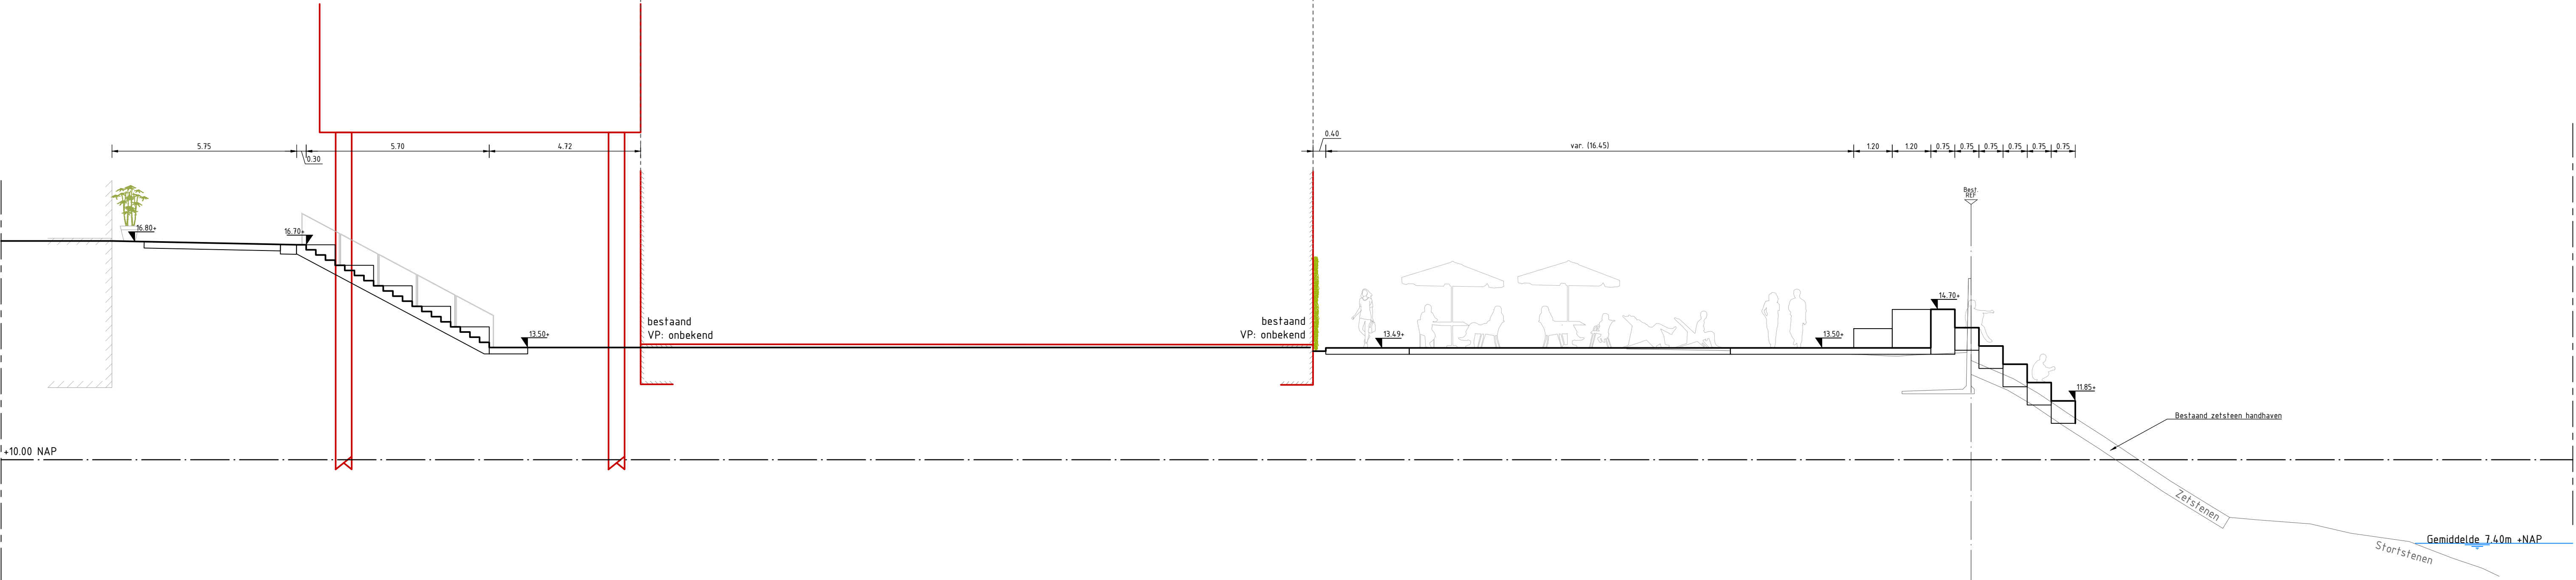 0.40
5.75
0.30
5.70
4.72
var. (16.45)
1.20
1.20
0.75
0.75
0.75
0.75
0.75
0.75
Best.
REF
16.80+
16.70+
13.50+
bestaand
VP: onbekend
bestaand
VP: onbekend
13.49+
13.50+
14.70+
11.85+
Bestaand zetsteen handhaven
+10.00 NAP
Zetstenen
Gemiddelde 7.40m +NAP
Stortstenen